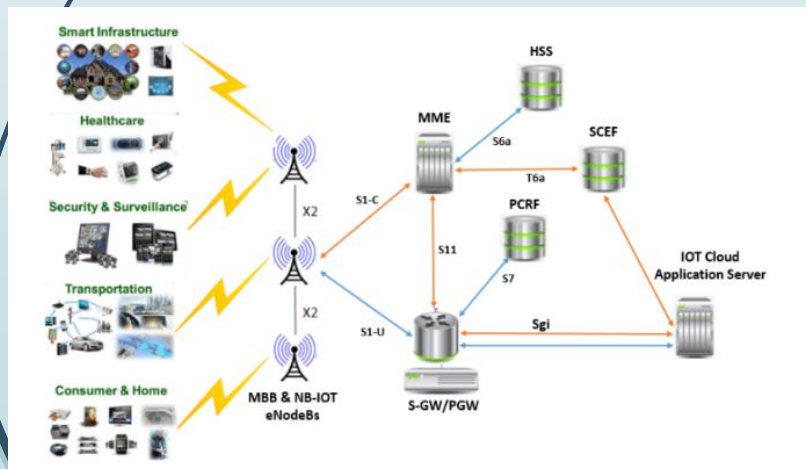 Smart Infrastructure
Healthcare
Security & Surveillance
Transportation
Consumer & Home
X2
X2
MBB & NB-IOT
eNodeBs
S1-C
S1-U
MME
S6a
HSS
T6a
SCEF
S11
PCRF
S7
Sgi
S-GW/PGW
IOT Cloud
Application Server